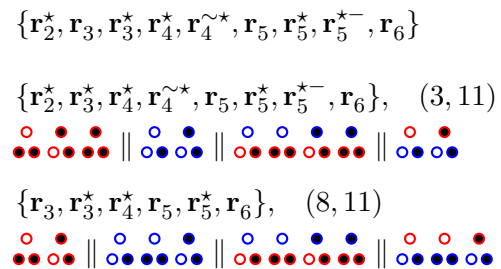 {r₂⋆, r₃, r₃⋆, r₄⋆, r₄∼⋆, r₅, r₅⋆, r₅⋆−, r₆}
{r₂⋆, r₃⋆, r₄⋆, r₄∼⋆, r₅, r₅⋆, r₅⋆−, r₆}, (3, 11)
‖ ‖ ‖
{r₃, r₃⋆, r₄⋆, r₅, r₅⋆, r₆}, (8, 11)
‖ ‖ ‖